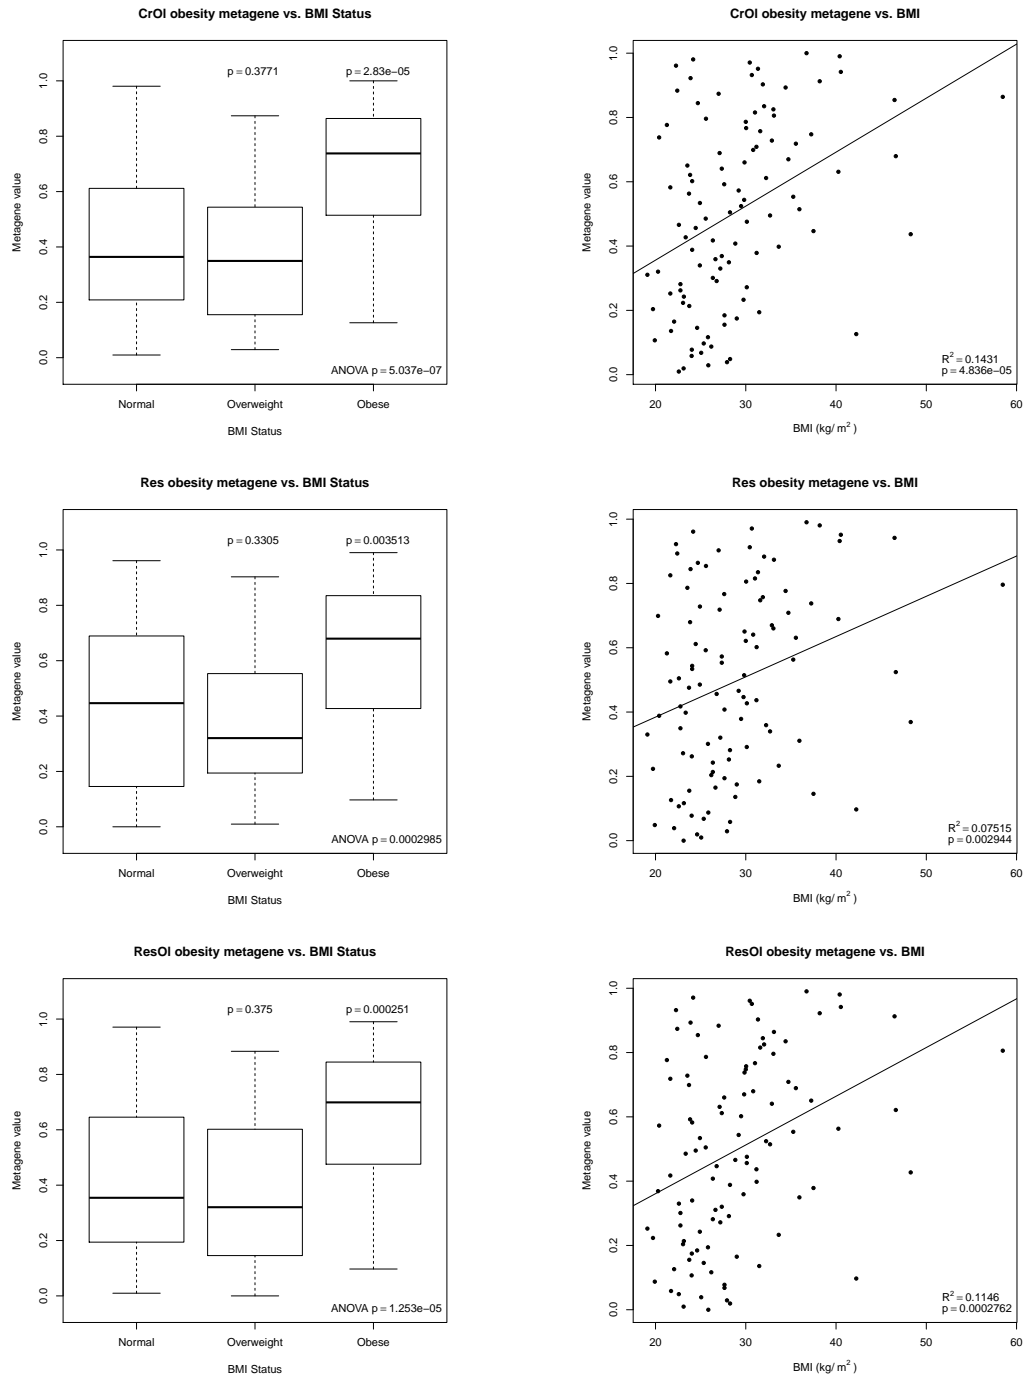 CrOI obesity metagene vs. BMI Status
p = 0.3771
p = 2.83e−05
Metagene value
0.0
0.2
0.4
0.6
0.8
1.0
ANOVA p = 5.037e−07
Normal
Overweight
Obese
BMI Status
CrOI obesity metagene vs. BMI
Metagene value
0.0
0.2
0.4
0.6
0.8
1.0
R² = 0.1431
p = 4.836e−05
20
30
40
50
60
BMI (kg/ m² )
Res obesity metagene vs. BMI Status
p = 0.3305
p = 0.003513
Metagene value
0.0
0.2
0.4
0.6
0.8
1.0
ANOVA p = 0.0002985
Normal
Overweight
Obese
BMI Status
Res obesity metagene vs. BMI
Metagene value
0.0
0.2
0.4
0.6
0.8
1.0
R² = 0.07515
p = 0.002944
20
30
40
50
60
BMI (kg/ m² )
ResOI obesity metagene vs. BMI Status
p = 0.375
p = 0.000251
Metagene value
0.0
0.2
0.4
0.6
0.8
1.0
ANOVA p = 1.253e−05
Normal
Overweight
Obese
BMI Status
ResOI obesity metagene vs. BMI
Metagene value
0.0
0.2
0.4
0.6
0.8
1.0
R² = 0.1146
p = 0.0002762
20
30
40
50
60
BMI (kg/ m² )